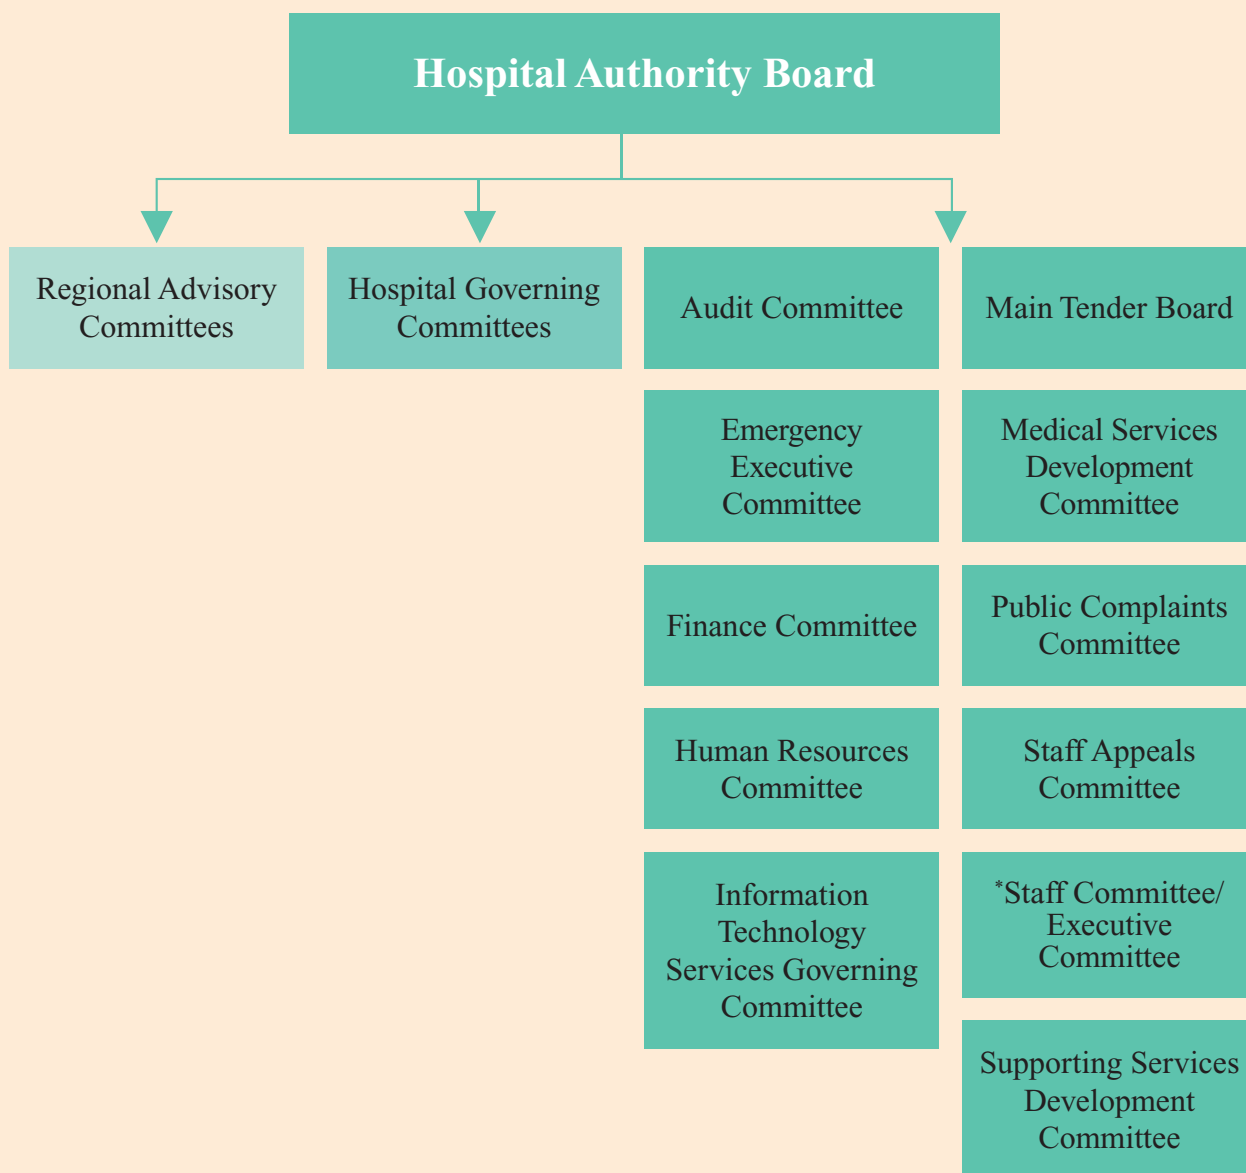 Hospital Authority Board
Regional Advisory
Committees
Hospital Governing
Committees
Audit Committee
Main Tender Board
Emergency
Executive
Committee
Medical Services
Development
Committee
Finance Committee
Public Complaints
Committee
Human Resources
Committee
Staff Appeals
Committee
Information
Technology
Services Governing
Committee
*Staff Committee/
Executive
Committee
Supporting Services
Development
Committee